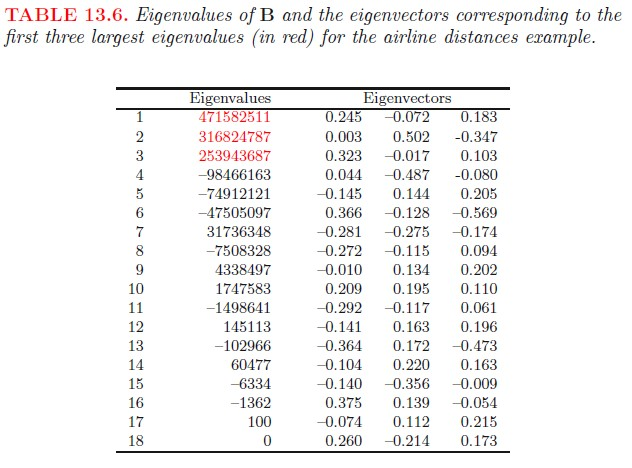 TABLE 13.6. Eigenvalues of B and the eigenvectors corresponding to the
first three largest eigenvalues (in red) for the airline distances example.
Eigenvalues Eigenvectors
1 471582511 0.245 –0.072 0.183
2 316824787 0.003 0.502 -0.347
3 253943687 0.323 –0.017 0.103
4 –98466163 0.044 –0.487 -0.080
5 –74912121 –0.145 0.144 0.205
6 –47505097 0.366 –0.128 –0.569
7 31736348 –0.281 –0.275 –0.174
8 –7508328 –0.272 –0.115 0.094
9 4338497 –0.010 0.134 0.202
10 1747583 0.209 0.195 0.110
11 –1498641 –0.292 –0.117 0.061
12 145113 –0.141 0.163 0.196
13 –102966 –0.364 0.172 –0.473
14 60477 –0.104 0.220 0.163
15 –6334 –0.140 –0.356 –0.009
16 –1362 0.375 0.139 –0.054
17 100 –0.074 0.112 0.215
18 0 0.260 –0.214 0.173